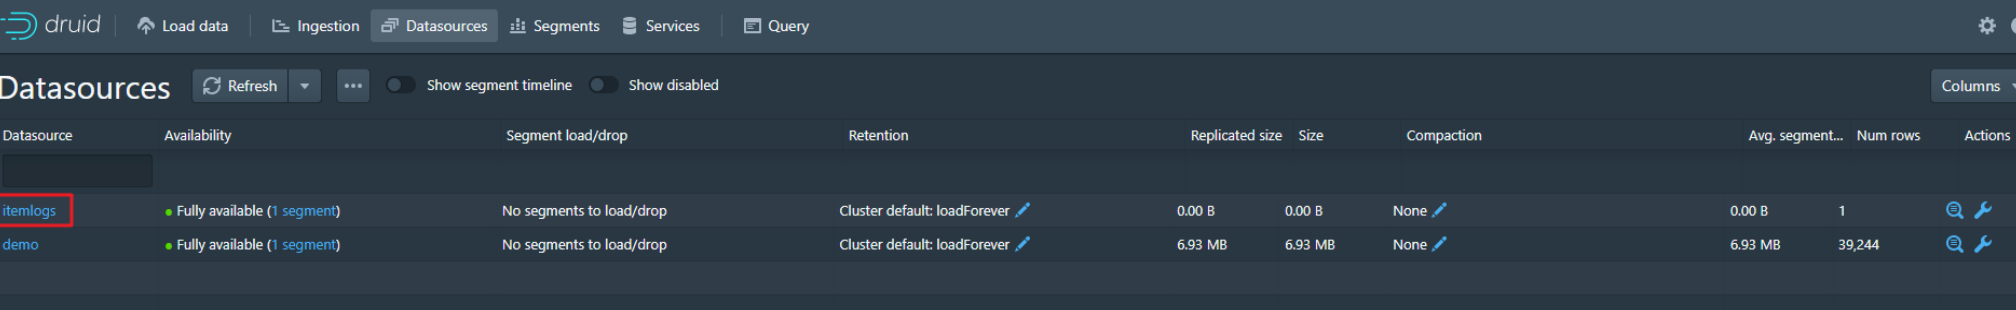 druid Load data Ingestion Datasources Segments Services Query
Datasources Refresh ... Show segment timeline Show disabled Columns
Datasource Availability Segment load/drop Retention Replicated size Size Compaction Avg. segment... Num rows Actions
itemlogs Fully available (1 segment) No segments to load/drop Cluster default: loadForever 0.00 B 0.00 B None 0.00 B 1
demo Fully available (1 segment) No segments to load/drop Cluster default: loadForever 6.93 MB 6.93 MB None 6.93 MB 39,244